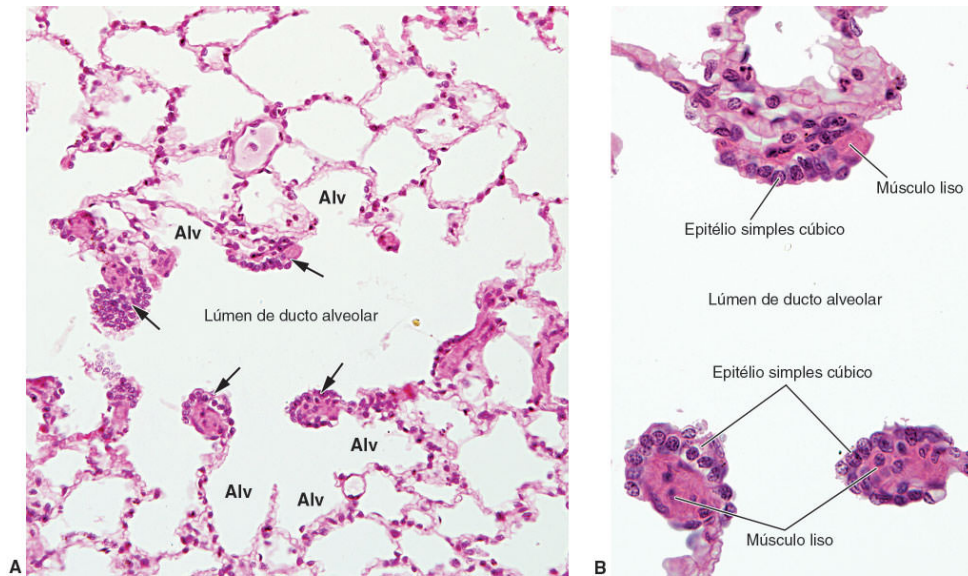 Alv
Alv
Lúmen de ducto alveolar
Alv
Alv
Alv
A
Músculo liso
Epitélio simples cúbico
Lúmen de ducto alveolar
Epitélio simples cúbico
Músculo liso
B